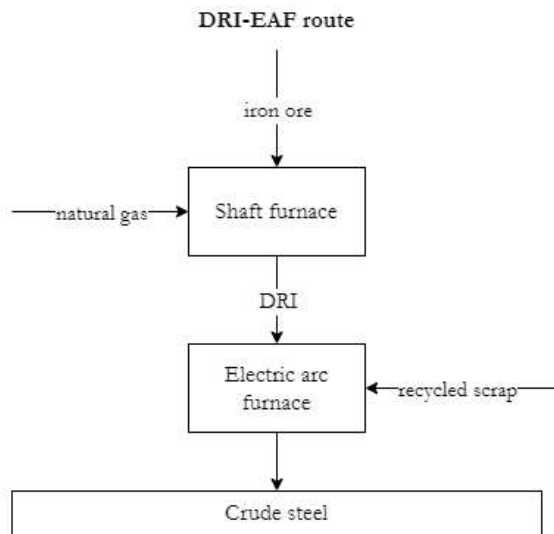 DRI-EAF route
iron ore
natural gas
Shaft furnace
DRI
Electric arc
furnace
recycled scrap
Crude steel